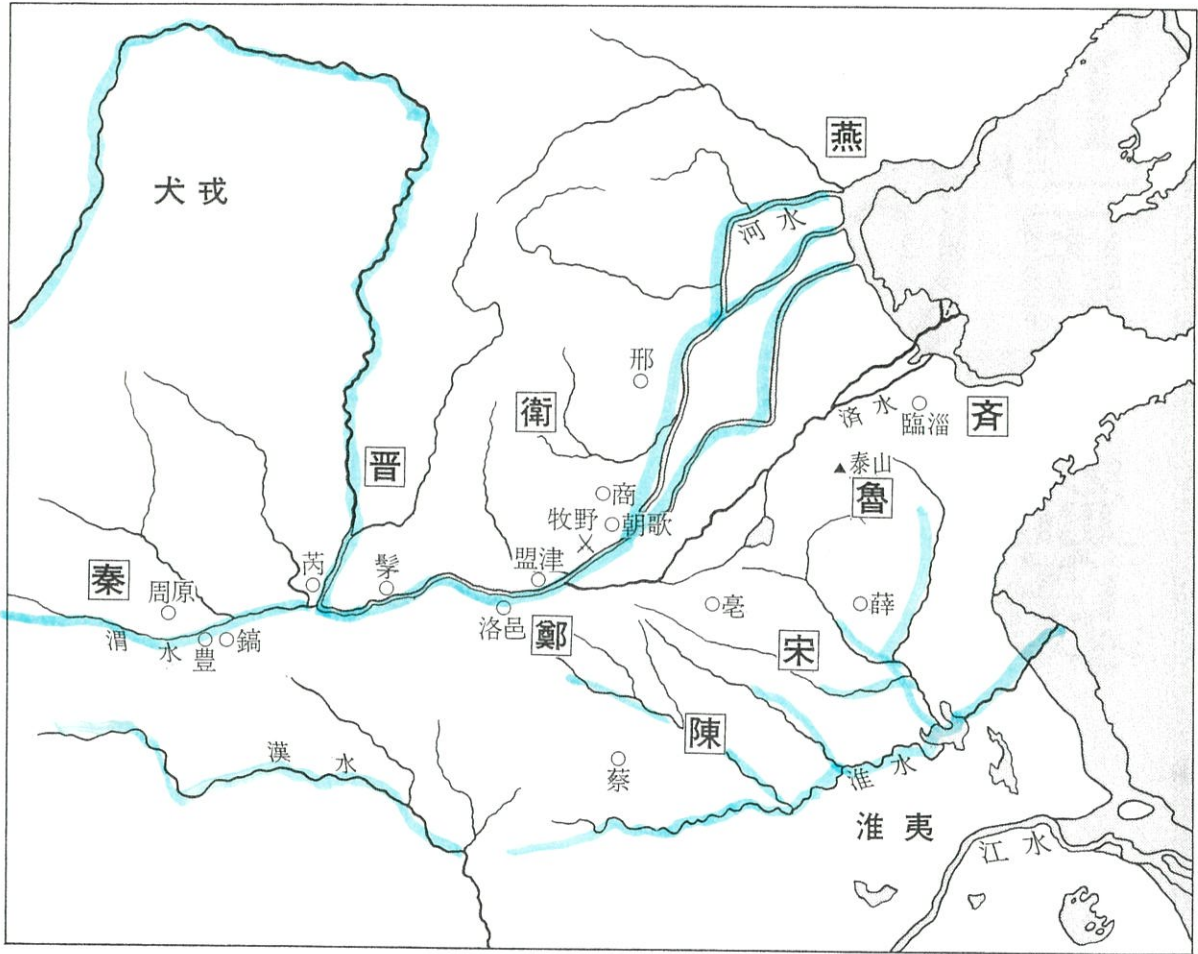 燕
犬戎
河水
邢
衛
済水
臨淄
斉
晋
泰山
魯
商
牧野
朝歌
芮
盟津
秦
周原
亳
薛
洛邑
鄭
渭水
豊
鎬
宋
陳
漢水
蔡
淮水
淮夷
江水